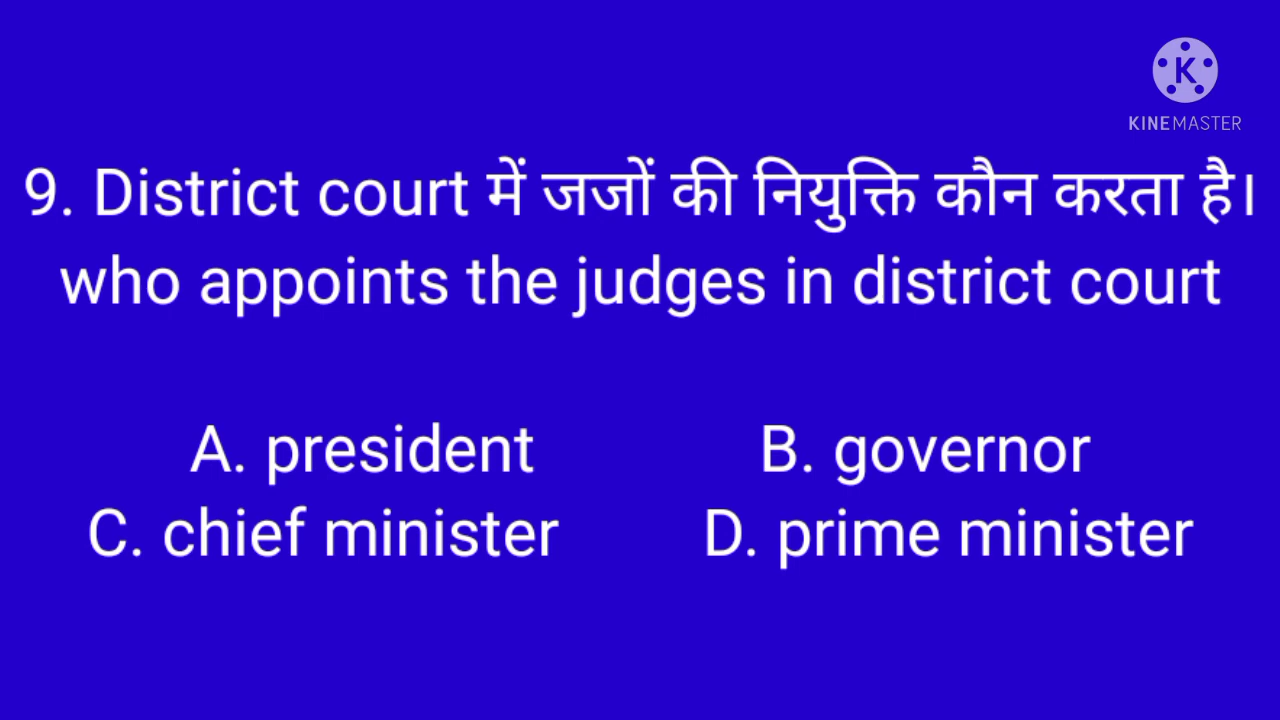 KINEMASTER
9. District court में जजों की नियुक्ति कौन करता है।
who appoints the judges in district court
A. president B. governor
C. chief minister D. prime minister